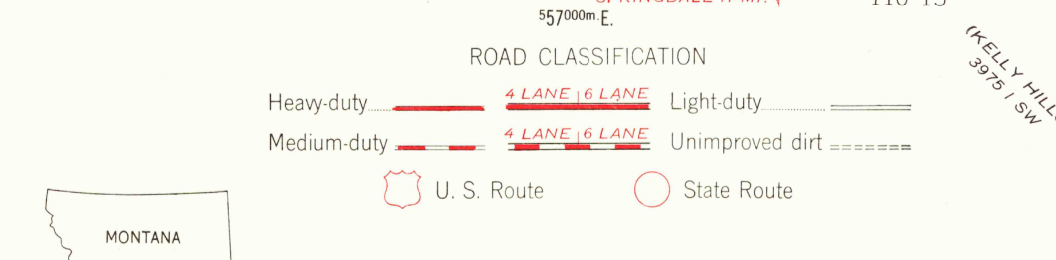 557000m.E.
ROAD CLASSIFICATION
Heavy-duty 4 LANE 6 LANE Light-duty
Medium-duty 4 LANE 6 LANE Unimproved dirt
U. S. Route State Route
(KELLY HILLS
3975 I SW
MONTANA